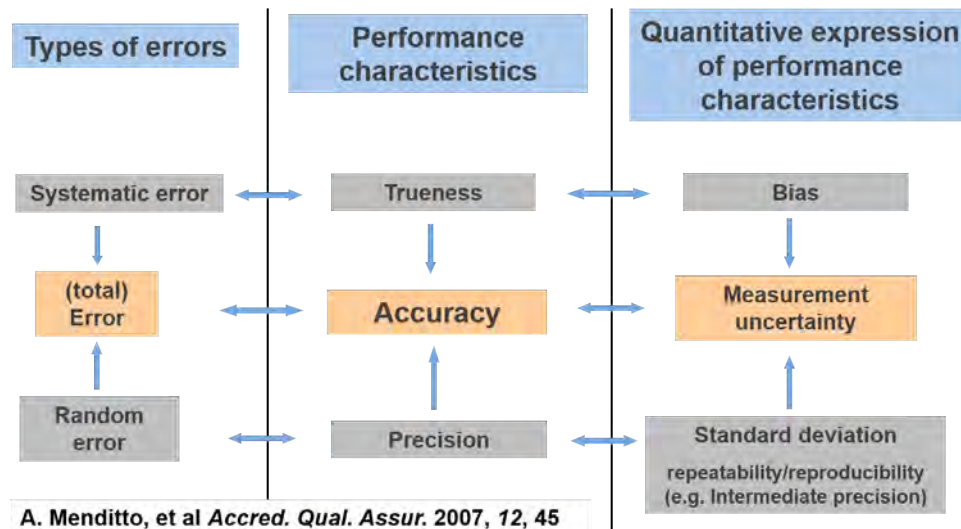 Types of errors
Performance
characteristics
Quantitative expression
of performance
characteristics
Systematic error
Trueness
Bias
(total)
Error
Accuracy
Measurement
uncertainty
Random
error
Precision
Standard deviation
repeatability/reproducibility
(e.g. Intermediate precision)
A. Menditto, et al Accred. Qual. Assur. 2007, 12, 45